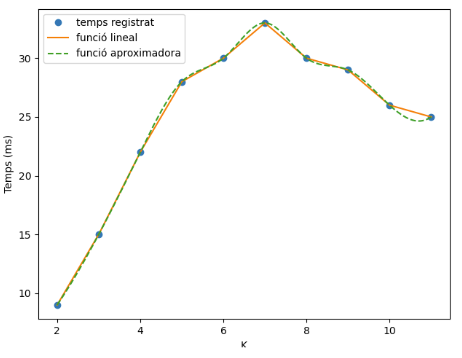 temps registrat
funció lineal
funció aproximadora
Temps (ms)
30
25
20
15
10
2 4 6 8 10
K